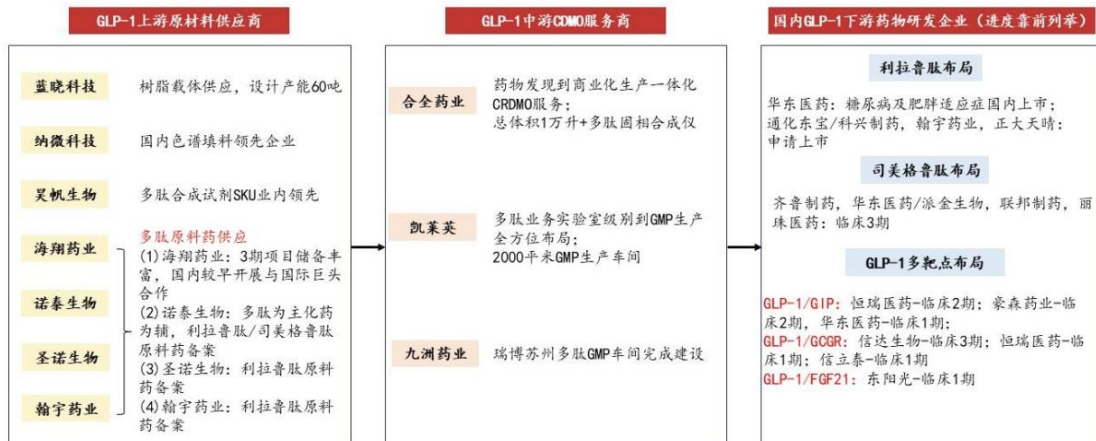 GLP-1上游原材料供应商
蓝晓科技
树脂载体供应，设计产能60吨
纳微科技
国内色谱填料领先企业
昊帆生物
多肽合成试剂SKU业内领先
海翔药业
诺泰生物
圣诺生物
翰宇药业
多肽原料药供应
(1)海翔药业：3期项目储备丰
富，国内较早开展与国际巨头
合作
(2)诺泰生物：多肽为主化药
为辅，利拉鲁肽/司美格鲁肽
原料药备案
(3)圣诺生物：利拉鲁肽原料
药备案
(4)翰宇药业：利拉鲁肽原料
药备案
GLP-1中游CDMO服务商
合全药业
药物发现到商业化生产一体化
CRDMO服务；
总体积1万升+多肽固相合成仪
凯莱英
多肽业务实验室级别到GMP生产
全方位布局；
2000平米GMP生产车间
九洲药业
瑞博苏州多肽GMP车间完成建设
国内GLP-1下游药物研发企业（进度靠前列举）
利拉鲁肽布局
华东医药：糖尿病及肥胖适应症国内上市；
通化东宝/科兴制药，翰宇药业，正大天晴：
申请上市
司美格鲁肽布局
齐鲁制药，华东医药/派金生物，联邦制药，丽
珠医药：临床3期
GLP-1多靶点布局
GLP-1/GIP：恒瑞医药-临床2期；豪森药业-临
床2期，华东医药-临床1期；
GLP-1/GCGR：信达生物-临床3期；恒瑞医药-临
床1期；信立泰-临床1期
GLP-1/FGF21：东阳光-临床1期